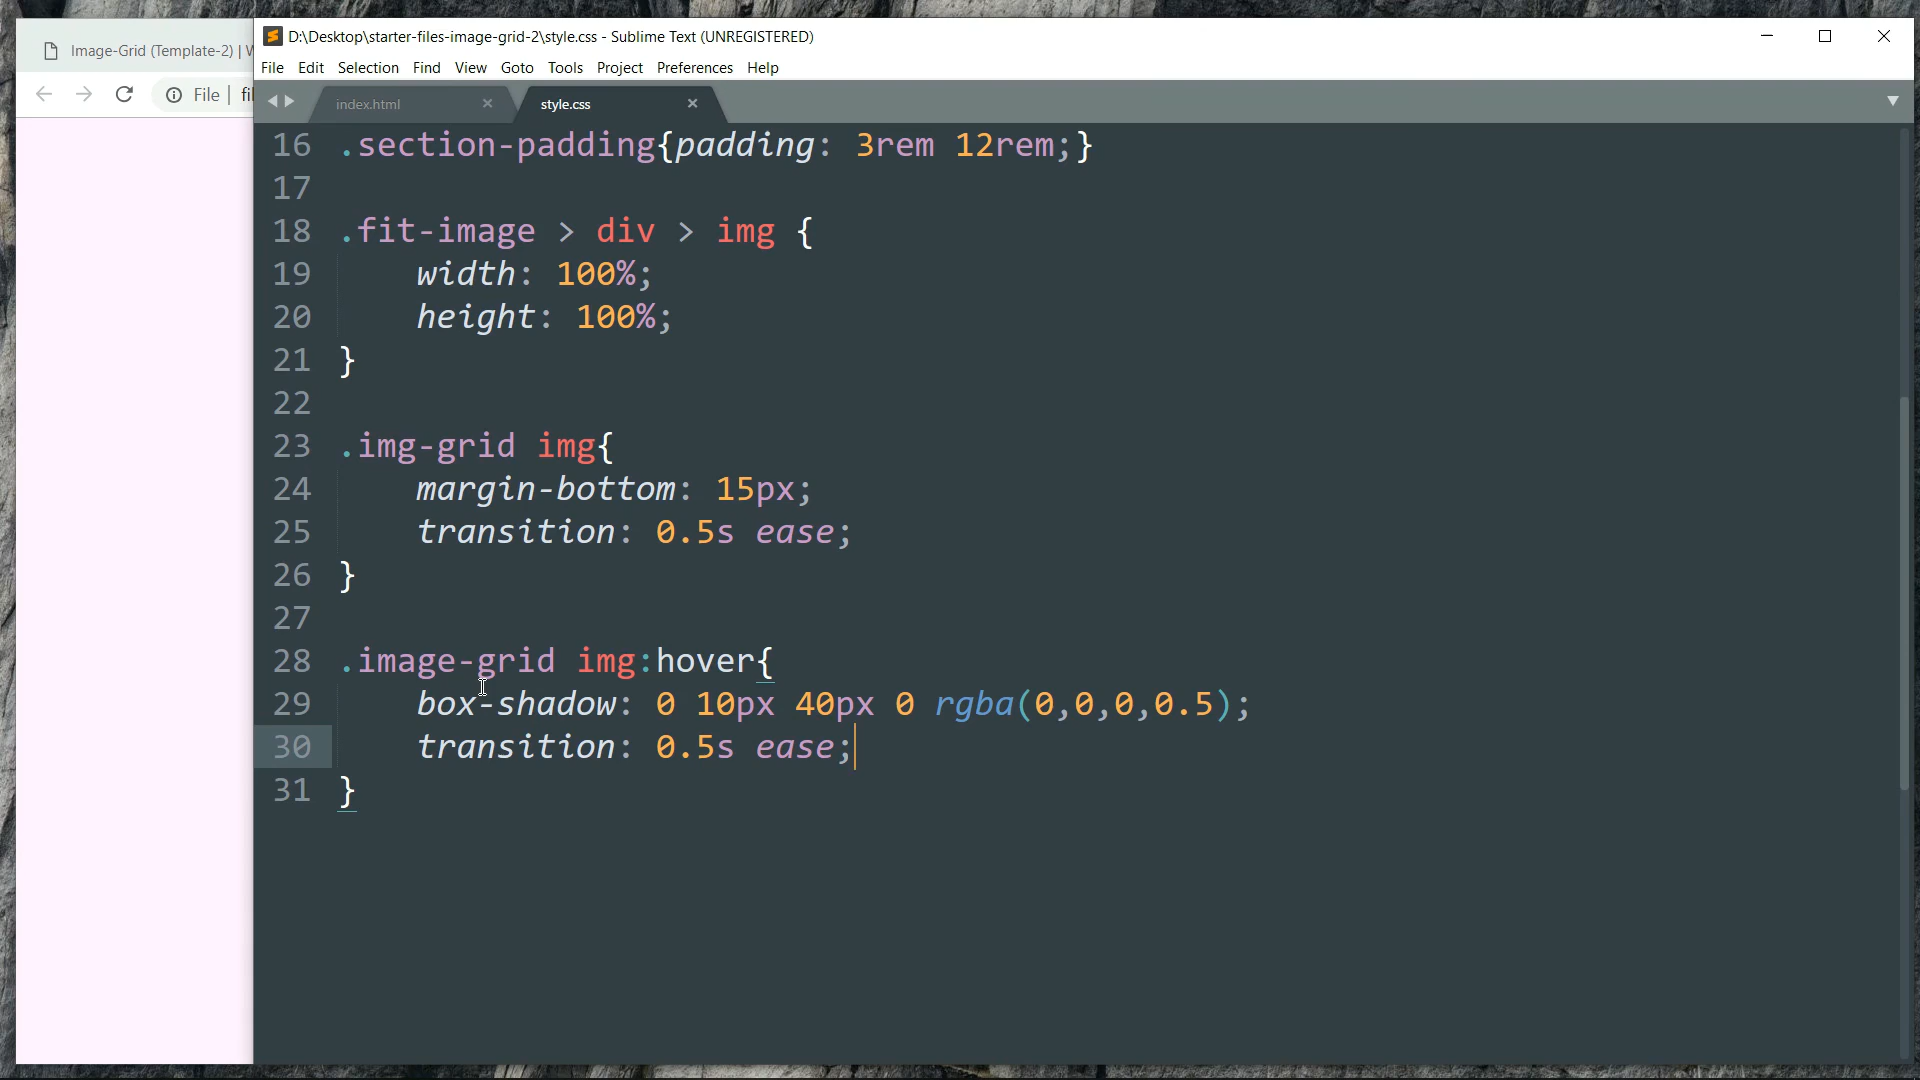 Image-Grid (Template-2) | W
File | fil
D:\Desktop\starter-files-image-grid-2\style.css - Sublime Text (UNREGISTERED)
File Edit Selection Find View Goto Tools Project Preferences Help
index.html style.css
16 .section-padding{padding: 3rem 12rem;}
17
18 .fit-image > div > img {
19 width: 100%;
20 height: 100%;
21 }
22
23 .img-grid img{
24 margin-bottom: 15px;
25 transition: 0.5s ease;
26 }
27
28 .image-grid img:hover{
29 box-shadow: 0 10px 40px 0 rgba(0,0,0,0.5);
30 transition: 0.5s ease;
31 }